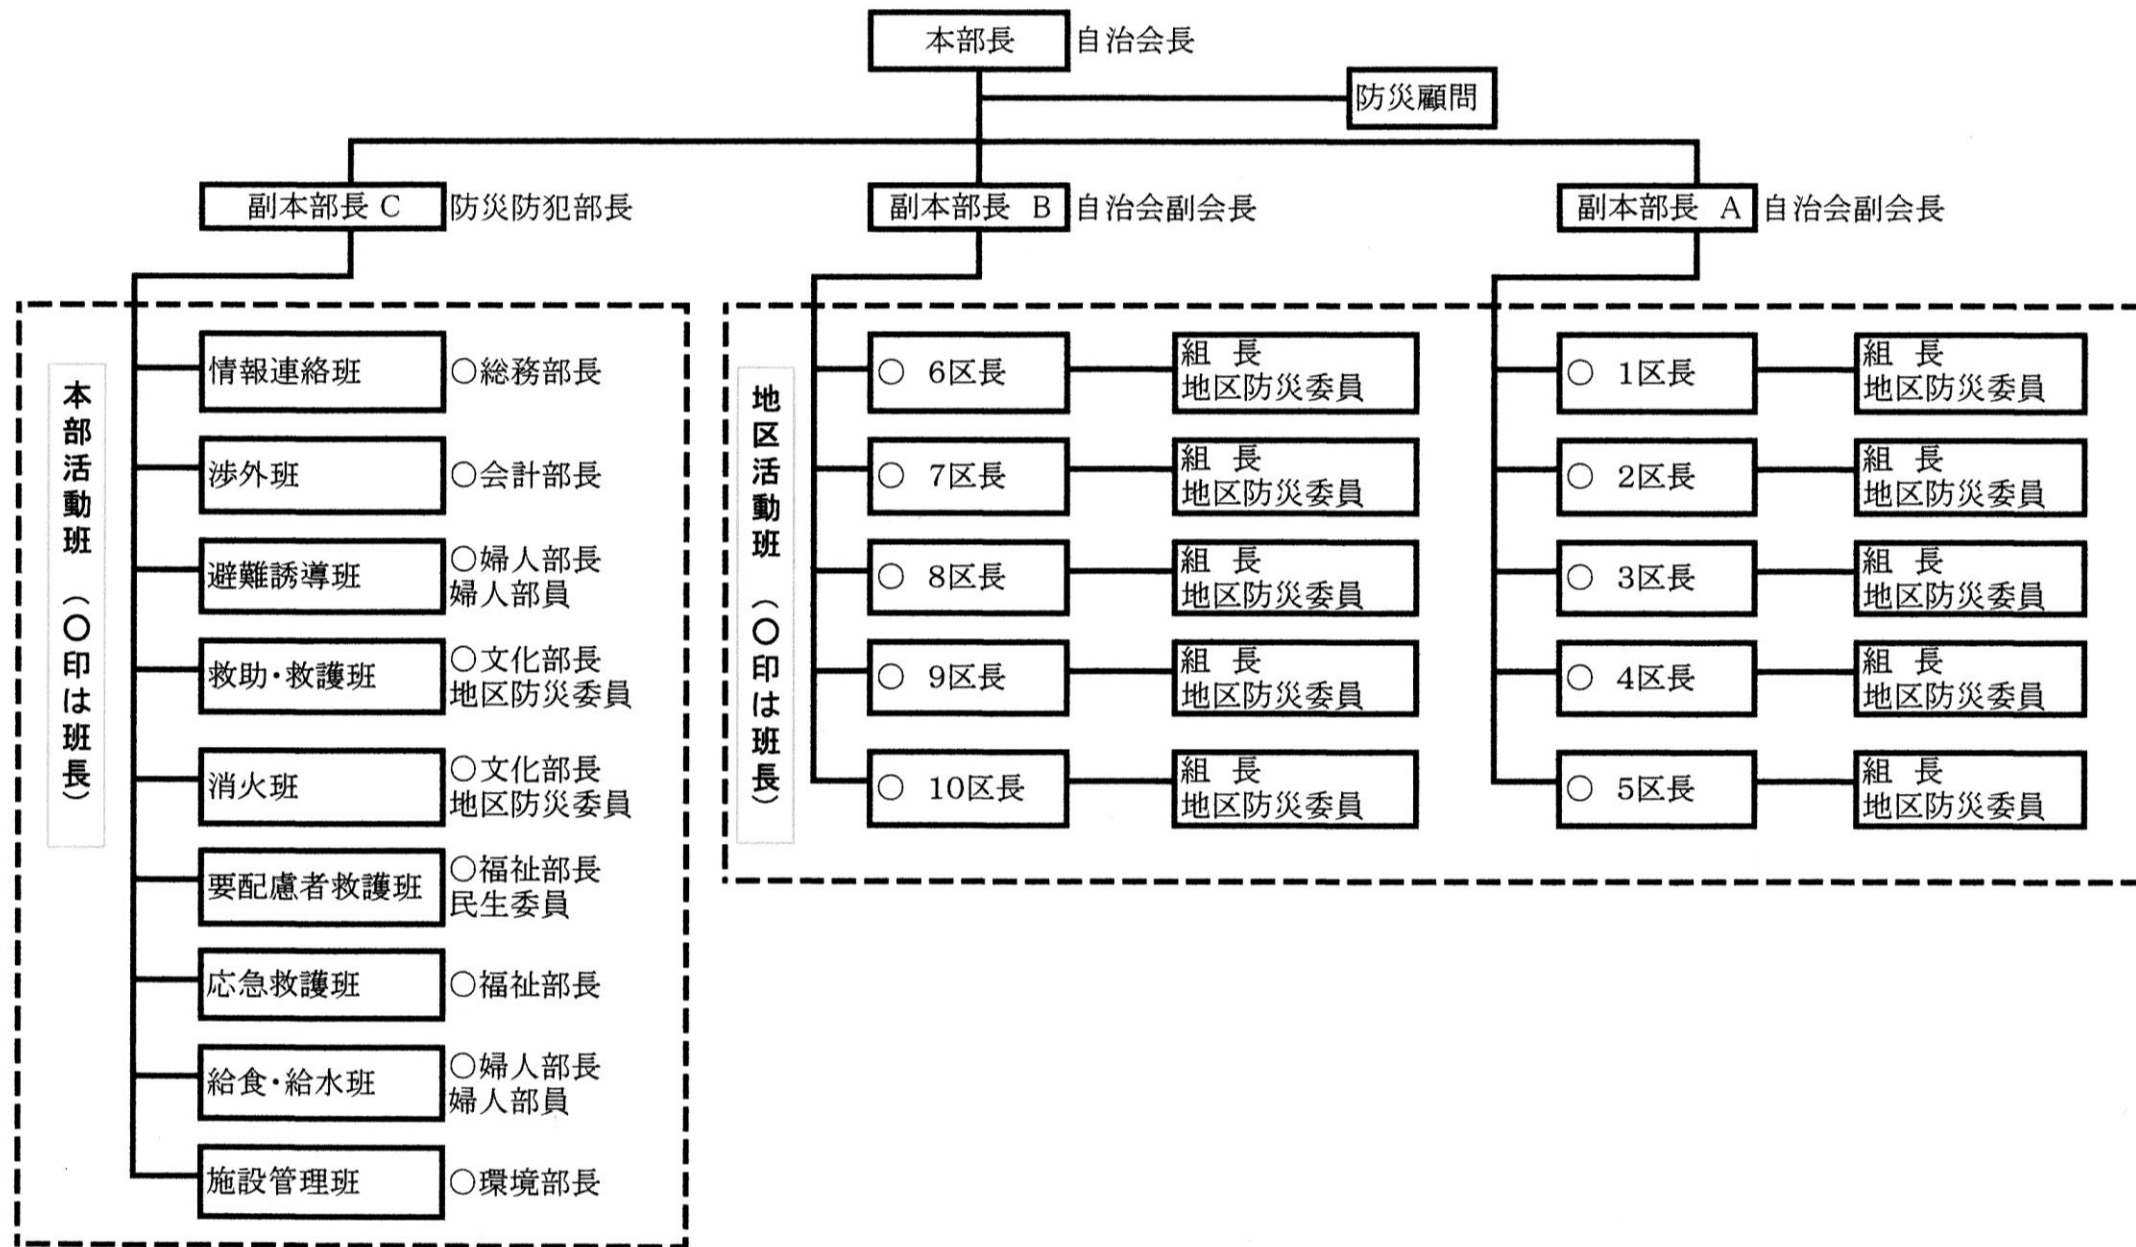 本部長 自治会長
防災顧問
副本部長 C 防災防犯部長
副本部長 B 自治会副会長
副本部長 A 自治会副会長
本部活動班 （〇印は班長）
情報連絡班 〇総務部長
渉外班 〇会計部長
避難誘導班 〇婦人部長
婦人部員
救助・救護班 〇文化部長
地区防災委員
消火班 〇文化部長
地区防災委員
要配慮者救護班 〇福祉部長
民生委員
応急救護班 〇福祉部長
給食・給水班 〇婦人部長
婦人部員
施設管理班 〇環境部長
地区活動班 （〇印は班長）
〇 6区長
組 長
地区防災委員
〇 7区長
組 長
地区防災委員
〇 8区長
組 長
地区防災委員
〇 9区長
組 長
地区防災委員
〇 10区長
組 長
地区防災委員
〇 1区長
組 長
地区防災委員
〇 2区長
組 長
地区防災委員
〇 3区長
組 長
地区防災委員
〇 4区長
組 長
地区防災委員
〇 5区長
組 長
地区防災委員